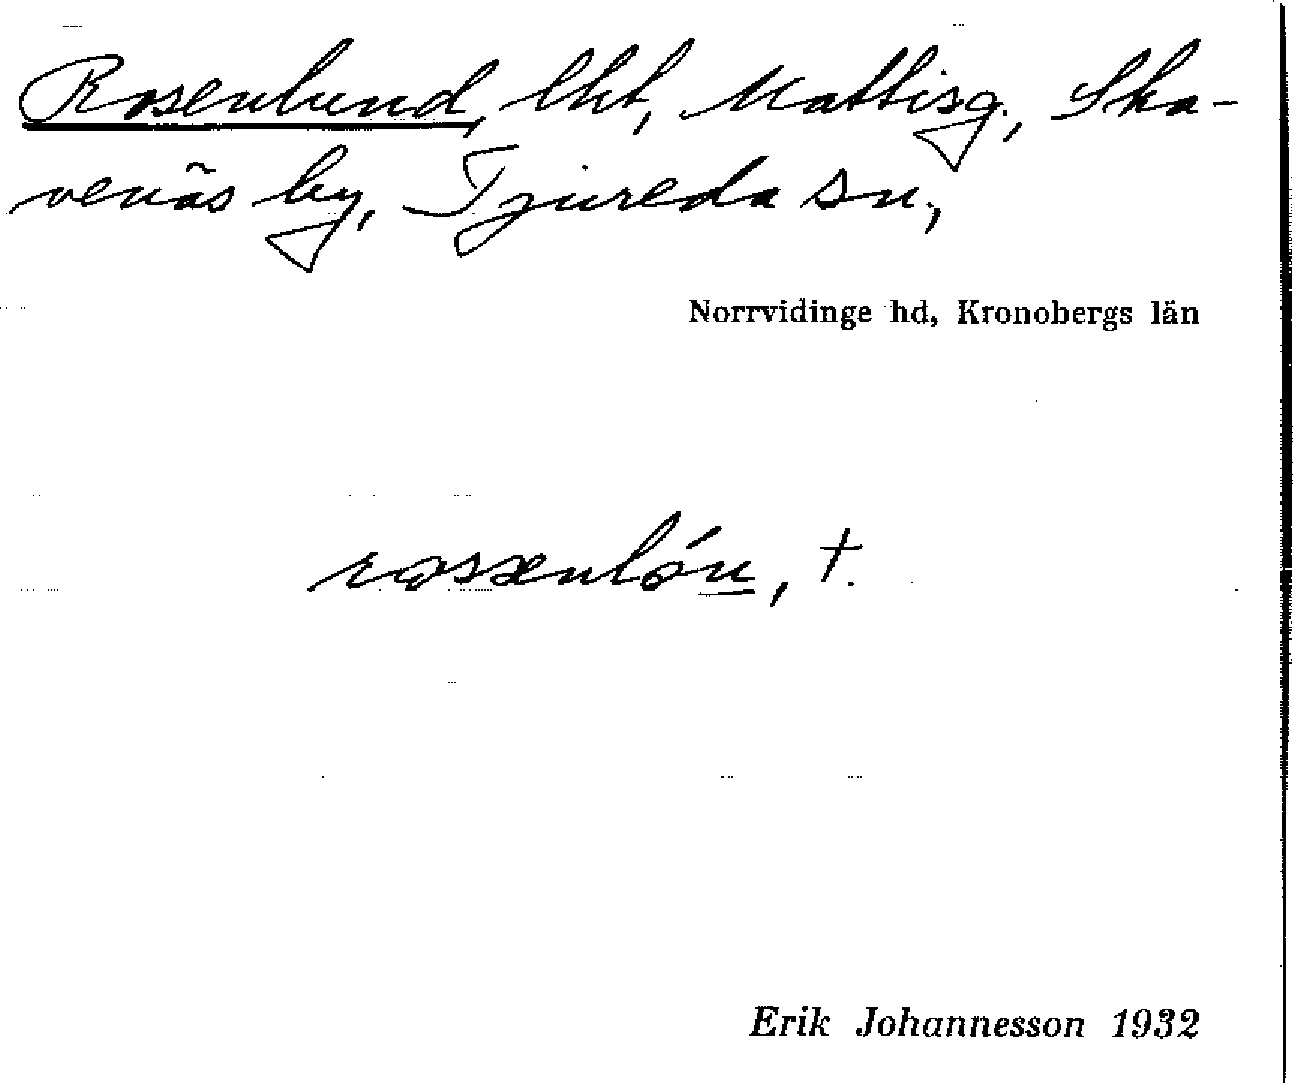 Rosenlund, lht, Mattisg., Ska-
venäs by, Tjureda sn,
Norrvidinge hd, Kronobergs län
rossenlón, †.
Erik Johannesson 1932